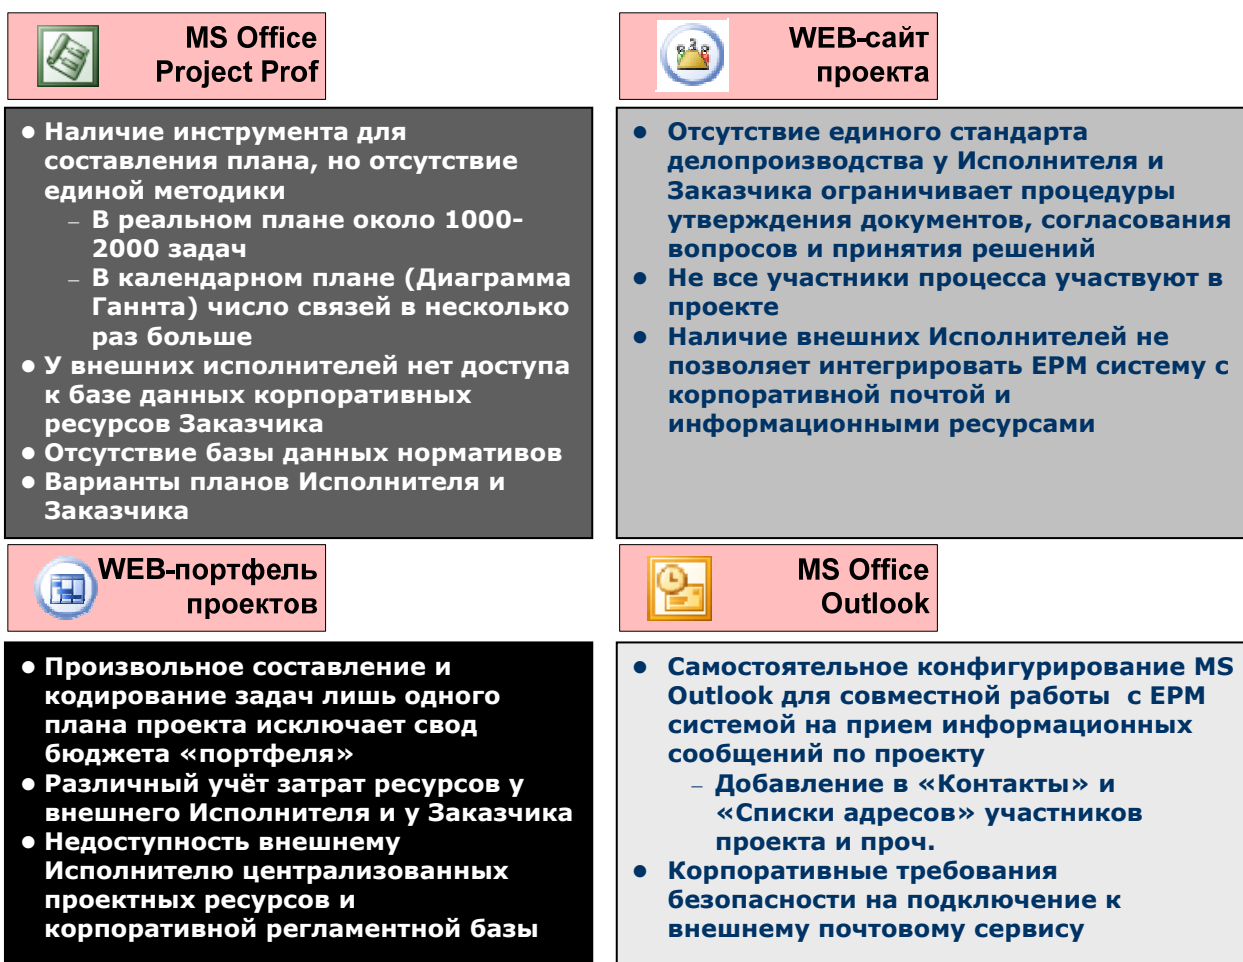 MS Office
Project Prof
● Наличие инструмента для
составления плана, но отсутствие
единой методики
– В реальном плане около 1000-
2000 задач
– В календарном плане (Диаграмма
Ганнта) число связей в несколько
раз больше
● У внешних исполнителей нет доступа
к базе данных корпоративных
ресурсов Заказчика
● Отсутствие базы данных нормативов
● Варианты планов Исполнителя и
Заказчика
WEB-сайт
проекта
● Отсутствие единого стандарта
делопроизводства у Исполнителя и
Заказчика ограничивает процедуры
утверждения документов, согласования
вопросов и принятия решений
● Не все участники процесса участвуют в
проекте
● Наличие внешних Исполнителей не
позволяет интегрировать EPM систему с
корпоративной почтой и
информационными ресурсами
WEB-портфель
проектов
● Произвольное составление и
кодирование задач лишь одного
плана проекта исключает свод
бюджета «портфеля»
● Различный учёт затрат ресурсов у
внешнего Исполнителя и у Заказчика
● Недоступность внешнему
Исполнителю централизованных
проектных ресурсов и
корпоративной регламентной базы
MS Office
Outlook
● Самостоятельное конфигурирование MS
Outlook для совместной работы с EPM
системой на прием информационных
сообщений по проекту
– Добавление в «Контакты» и
«Списки адресов» участников
проекта и проч.
● Корпоративные требования
безопасности на подключение к
внешнему почтовому сервису